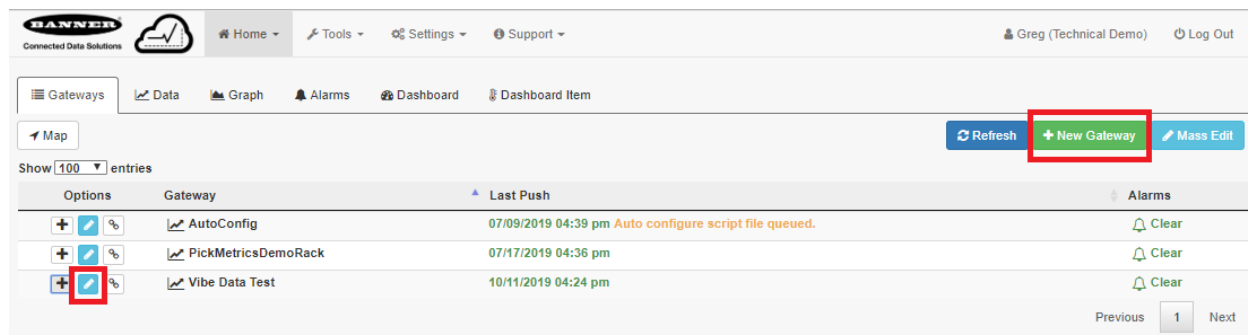 BANNER
Connected Data Solutions
Home Tools Settings Support Greg (Technical Demo) Log Out
Gateways Data Graph Alarms Dashboard Dashboard Item
Map Refresh + New Gateway Mass Edit
Show 100 entries
Options Gateway Last Push Alarms
AutoConfig 07/09/2019 04:39 pm Auto configure script file queued. Clear
PickMetricsDemoRack 07/17/2019 04:36 pm Clear
Vibe Data Test 10/11/2019 04:24 pm Clear
Previous 1 Next